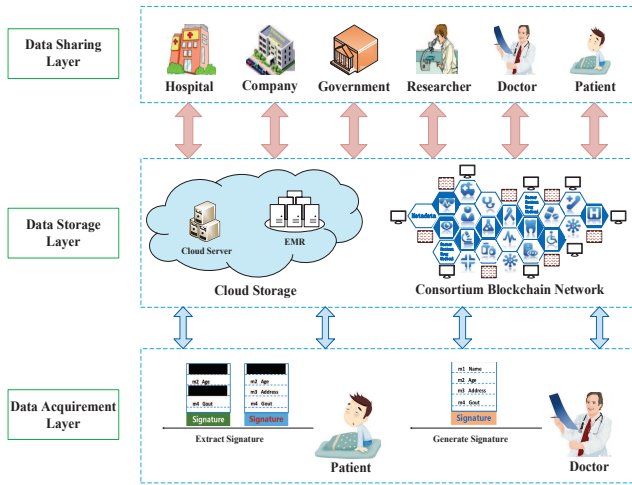 Data Sharing
Layer
Hospital
Company
Government
Researcher
Doctor
Patient
Data Storage
Layer
Cloud Server
EMR
Metadata
Cloud Storage
Consortium Blockchain Network
Data Acquirement
Layer
m2 Age
m4 Gout
Signature
m2 Age
m3 Address
m4 Gout
Signature
Extract Signature
Patient
m1 Name
m2 Age
m3 Address
m4 Gout
Signature
Generate Signature
Doctor